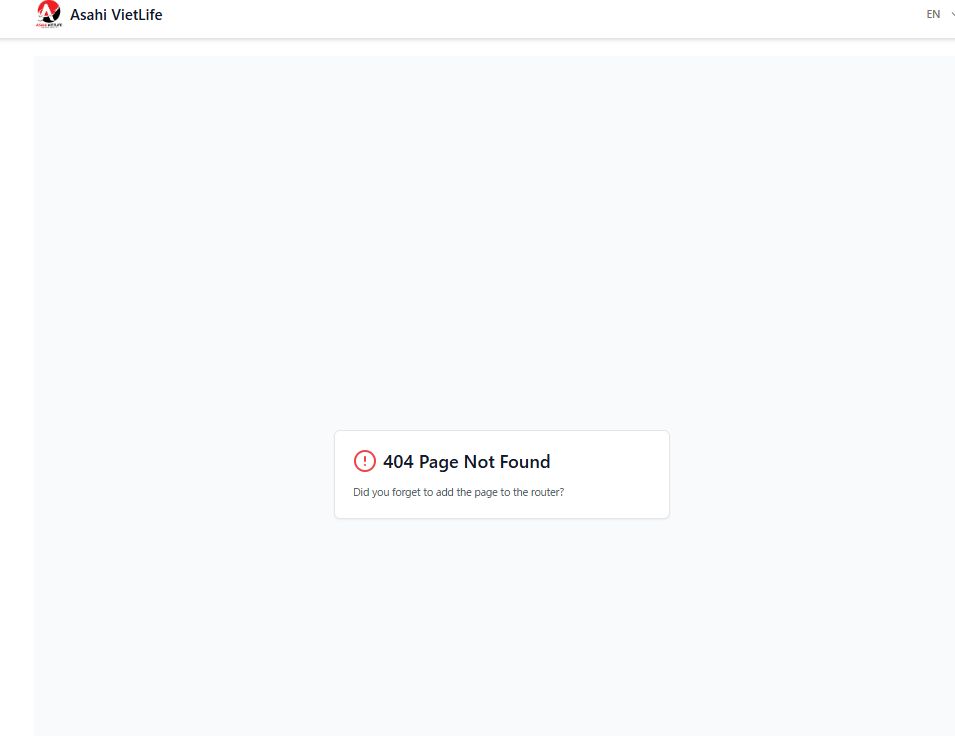 Asahi VietLife
EN
404 Page Not Found
Did you forget to add the page to the router?